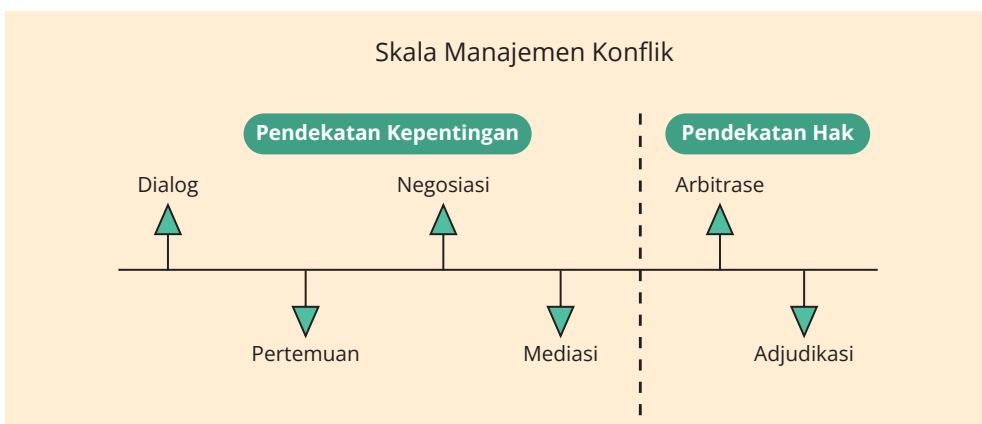 Skala Manajemen Konflik
Pendekatan Kepentingan
Pendekatan Hak
Dialog
Negosiasi
Arbitrase
Pertemuan
Mediasi
Adjudikasi